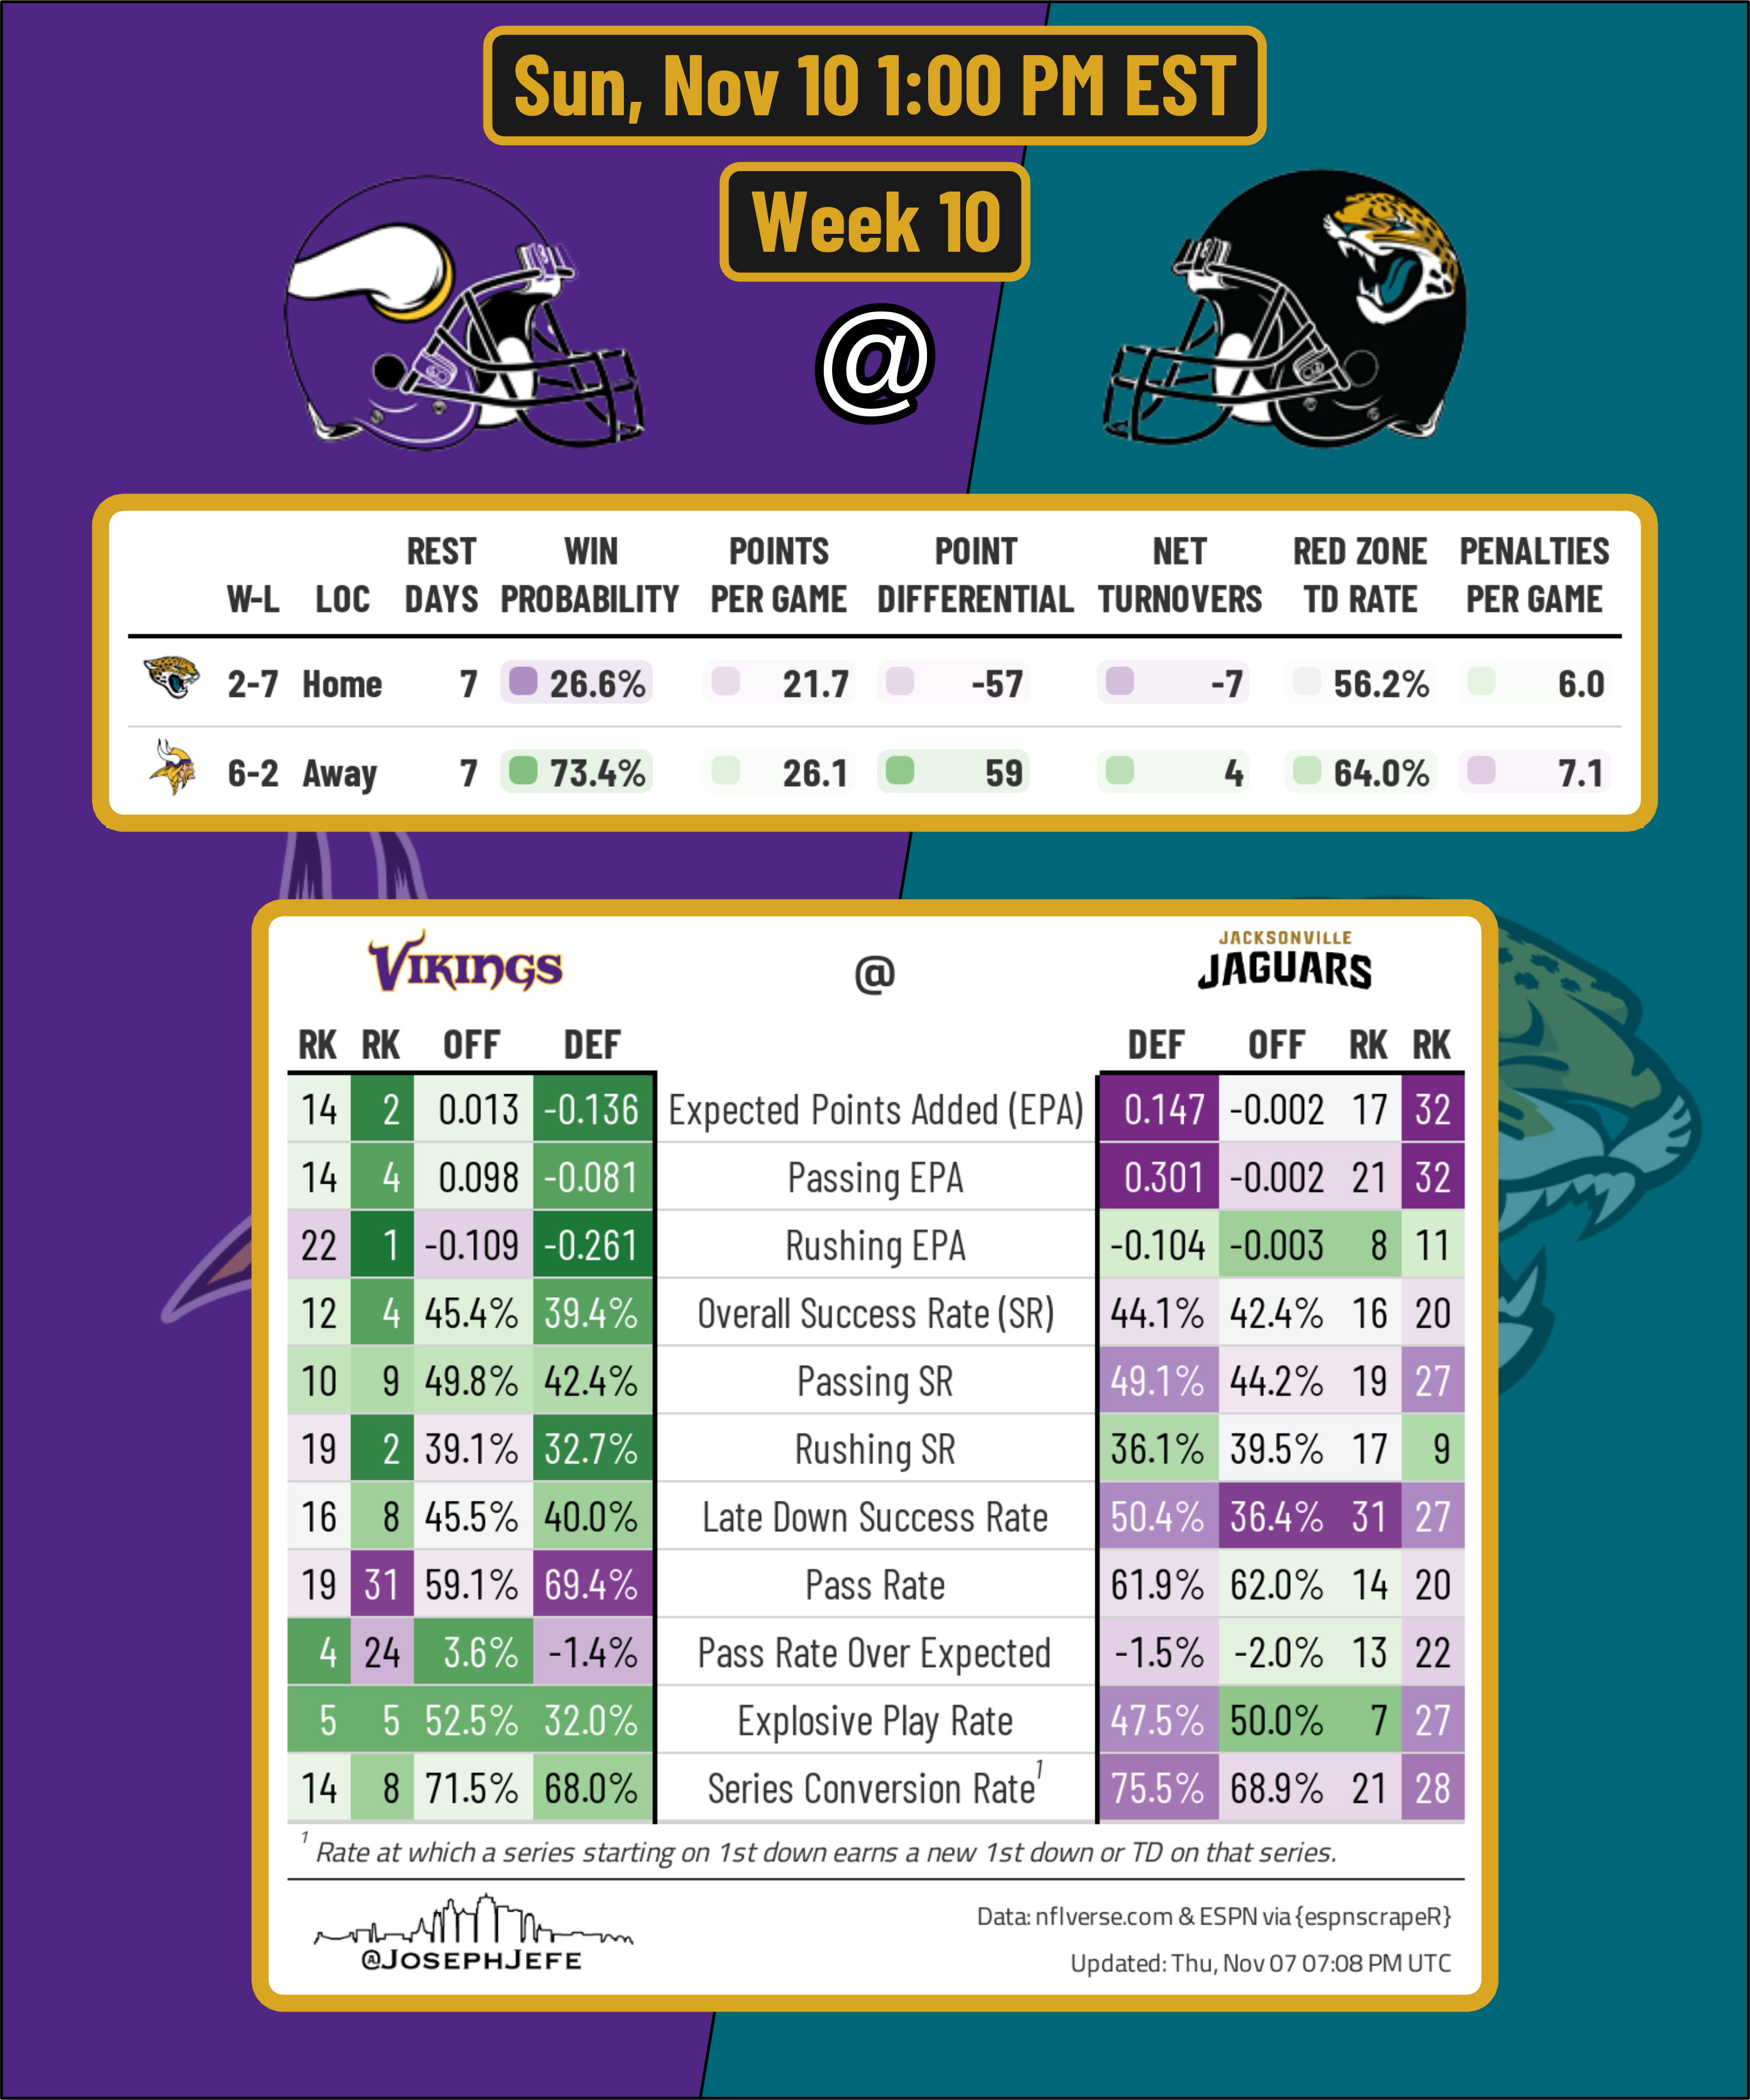 Sun, Nov 10 1:00 PM EST
Week 10
@
W-L LOC REST DAYS WIN PROBABILITY POINTS PER GAME POINT DIFFERENTIAL NET TURNOVERS RED ZONE TD RATE PENALTIES PER GAME
2-7 Home 7 26.6% 21.7 -57 -7 56.2% 6.0
6-2 Away 7 73.4% 26.1 59 4 64.0% 7.1
VIKINGS @ JACKSONVILLE JAGUARS
RK RK OFF DEF DEF OFF RK RK
14 2 0.013 -0.136 Expected Points Added (EPA) 0.147 -0.002 17 32
14 4 0.098 -0.081 Passing EPA 0.301 -0.002 21 32
22 1 -0.109 -0.261 Rushing EPA -0.104 -0.003 8 11
12 4 45.4% 39.4% Overall Success Rate (SR) 44.1% 42.4% 16 20
10 9 49.8% 42.4% Passing SR 49.1% 44.2% 19 27
19 2 39.1% 32.7% Rushing SR 36.1% 39.5% 17 9
16 8 45.5% 40.0% Late Down Success Rate 50.4% 36.4% 31 27
19 31 59.1% 69.4% Pass Rate 61.9% 62.0% 14 20
4 24 3.6% -1.4% Pass Rate Over Expected -1.5% -2.0% 13 22
5 5 52.5% 32.0% Explosive Play Rate 47.5% 50.0% 7 27
14 8 71.5% 68.0% Series Conversion Rate¹ 75.5% 68.9% 21 28
¹ Rate at which a series starting on 1st down earns a new 1st down or TD on that series.
@JOSEPHJEFE
Data: nflverse.com & ESPN via {espnscrapeR}
Updated: Thu, Nov 07 07:08 PM UTC